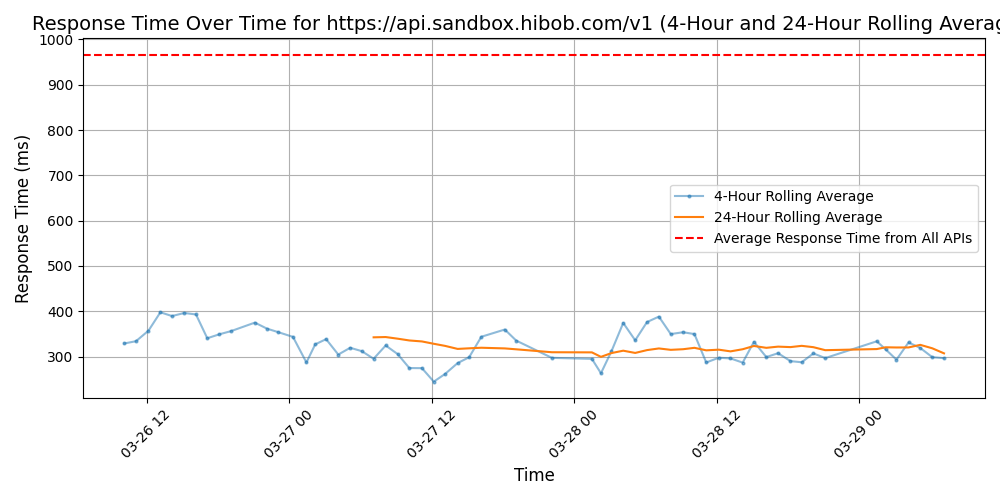 Response Time Over Time for https://api.sandbox.hibob.com/v1 (4-Hour and 24-Hour Rolling Averag
1000
900
800
700
600
500
400
300
Response Time (ms)
4-Hour Rolling Average
24-Hour Rolling Average
Average Response Time from All APIs
03-26 12
03-27 00
03-27 12
03-28 00
03-28 12
03-29 00
Time